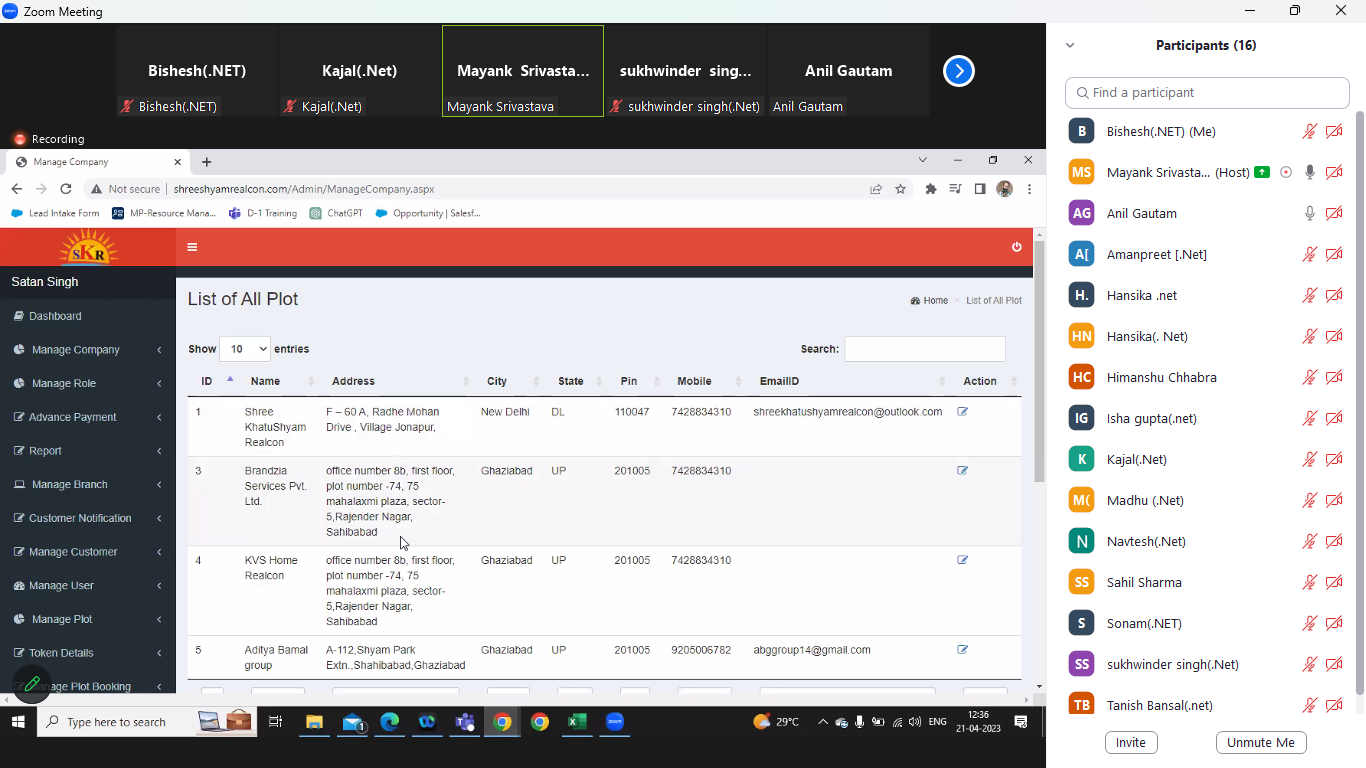 Zoom Meeting
Bishesh(.NET)
Kajal(.Net)
Mayank Srivasta...
sukhwinder sing...
Anil Gautam
Bishesh(.NET)
Kajal(.Net)
Mayank Srivastava
sukhwinder singh(.Net)
Anil Gautam
Recording
Manage Company
Not secure
shreeshyamrealcon.com/Admin/ManageCompany.aspx
Lead Intake Form
MP-Resource Mana...
D-1 Training
ChatGPT
Opportunity | Salesf...
SKR
Satan Singh
Dashboard
Manage Company
Manage Role
Advance Payment
Report
Manage Branch
Customer Notification
Manage Customer
Manage User
Manage Plot
Token Details
nage Plot Booking
List of All Plot
Home
List of All Plot
Show 10 entries
Search:
ID Name Address City State Pin Mobile EmailID Action
1 Shree F – 60 A, Radhe Mohan New Delhi DL 110047 7428834310 shreekhatushyamrealcon@outlook.com
KhatuShyam Drive , Village Jonapur,
Realcon
3 Brandzia office number 8b, first floor, Ghaziabad UP 201005 7428834310
Services Pvt. plot number -74, 75
Ltd. mahalaxmi plaza, sector-
5,Rajender Nagar,
Sahibabad
4 KVS Home office number 8b, first floor, Ghaziabad UP 201005 7428834310
Realcon plot number -74, 75
mahalaxmi plaza, sector-
5,Rajender Nagar,
Sahibabad
5 Aditya Bamal A-112,Shyam Park Ghaziabad UP 201005 9205006782 abggroup14@gmail.com
group Extn.,Shahibabad,Ghaziabad
Type here to search
1
zoom
29°C
ENG
12:36
21-04-2023
Participants (16)
Find a participant
B Bishesh(.NET) (Me)
MS Mayank Srivasta... (Host)
AG Anil Gautam
A[ Amanpreet [.Net]
H. Hansika .net
HN Hansika(. Net)
HC Himanshu Chhabra
IG Isha gupta(.net)
K Kajal(.Net)
M( Madhu (.Net)
N Navtesh(.Net)
SS Sahil Sharma
S Sonam(.NET)
SS sukhwinder singh(.Net)
TB Tanish Bansal(.net)
Invite
Unmute Me